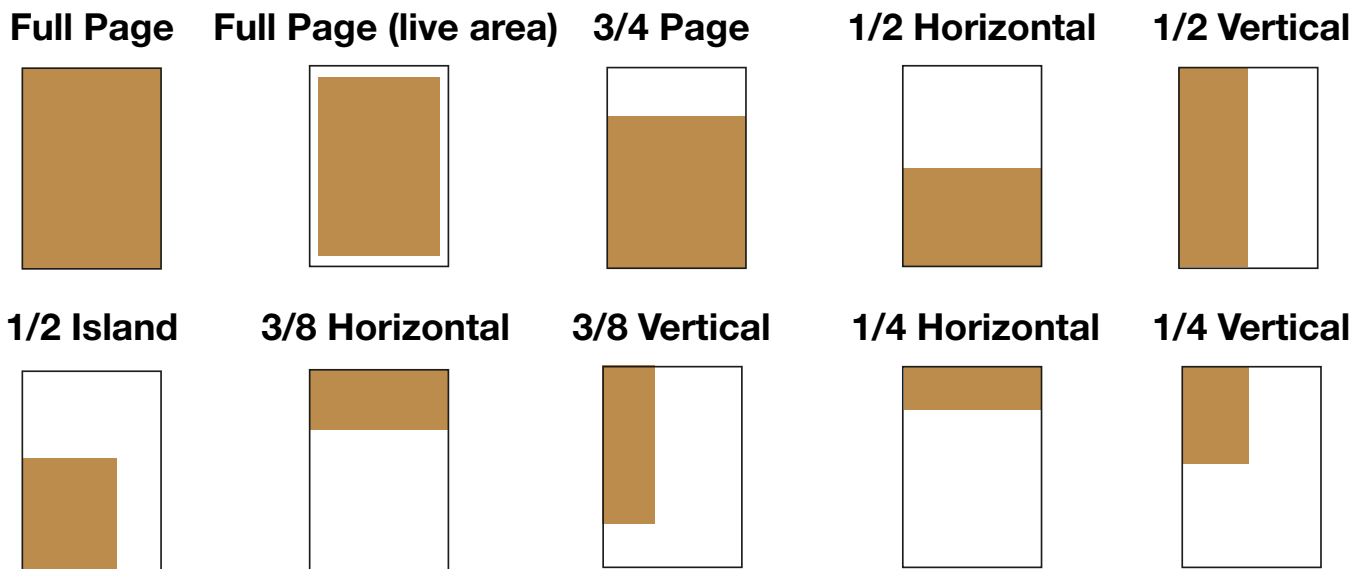 Full Page Full Page (live area) 3/4 Page 1/2 Horizontal 1/2 Vertical
1/2 Island 3/8 Horizontal 3/8 Vertical 1/4 Horizontal 1/4 Vertical